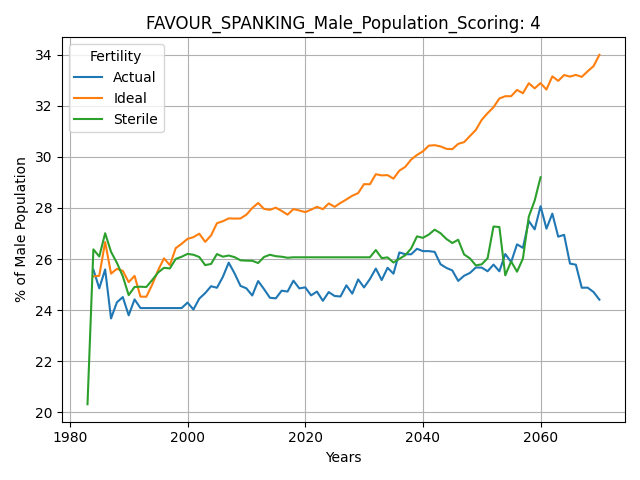 FAVOUR_SPANKING_Male_Population_Scoring: 4
Fertility
Actual
Ideal
Sterile
% of Male Population
34
32
30
28
26
24
22
20
1980
2000
2020
2040
2060
Years